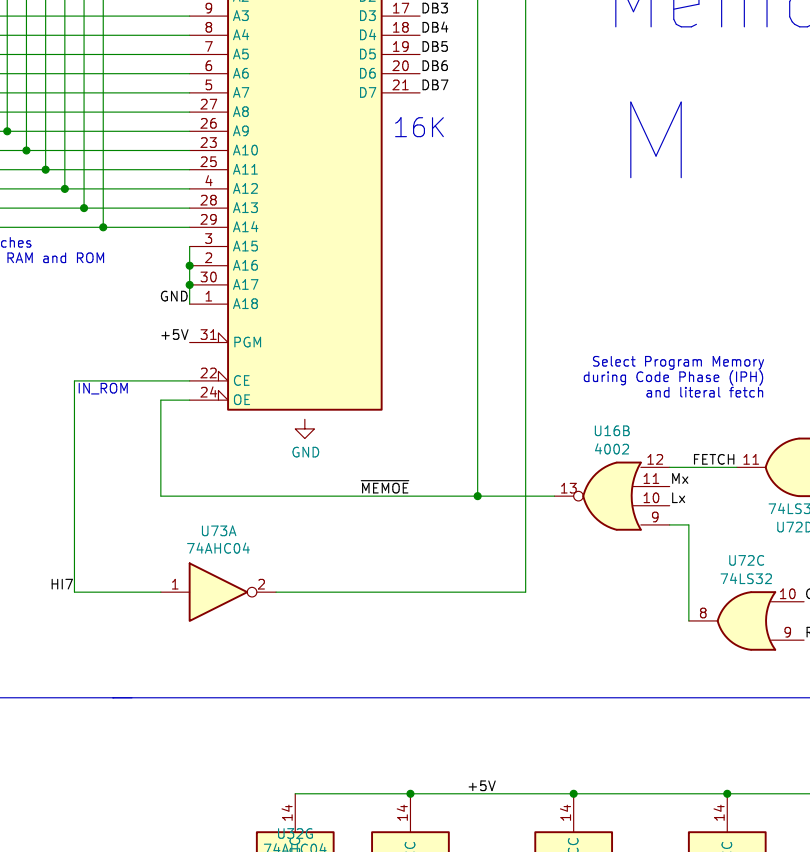 9 A3 D3 17 DB3
8 A4 D4 18 DB4
7 A5 D5 19 DB5
6 A6 D6 20 DB6
5 A7 D7 21 DB7
27 A8
26 A9
16K
23 A10
25 A11
4 A12
28 A13
29 A14
M
ches
RAM and ROM
3 A15
2 A16
30 A17
GND 1 A18
+5V 31 PGM
22 CE
IN_ROM
24 OE
GND
Select Program Memory
during Code Phase (IPH)
and literal fetch
U16B
4002
12 FETCH 11
11 Mx
10 Lx
9
13
MEMOE
U72D
U73A
74AHC04
HI7 1 2
U72C
74LS32
8
10
9
+5V
14 14 14 14
U32G
74AHC04